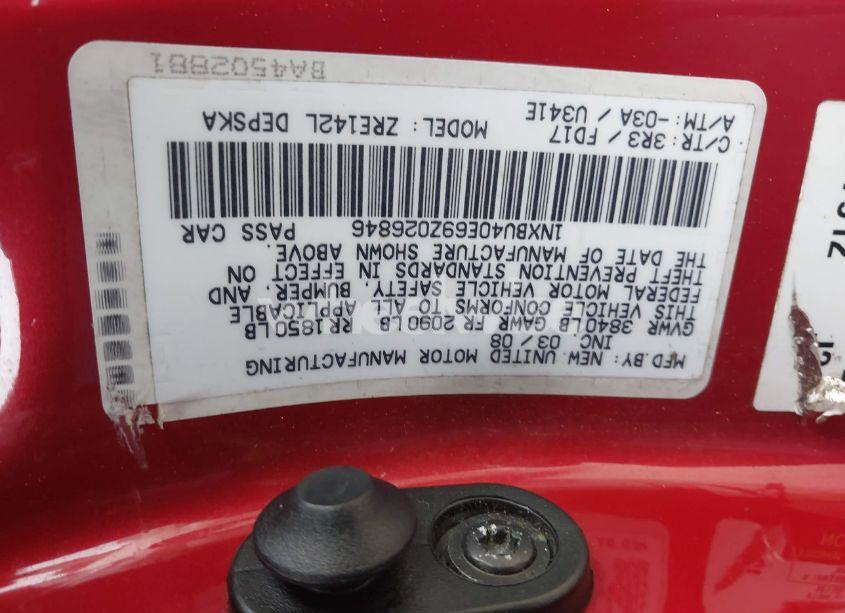 MFD.BY: NEW UNITED MOTOR MANUFACTURING
INC. 03/08
GVWR 3840LB GAWR FR 2090LB RR 1850LB
THIS VEHICLE CONFORMS TO ALL APPLICABLE
FEDERAL MOTOR VEHICLE SAFETY, BUMPER, AND
THEFT PREVENTION STANDARDS IN EFFECT ON
THE DATE OF MANUFACTURE SHOWN ABOVE.
1NXBU40E69Z026846 PASS CAR
C/TR: 3R3 / FD17 MODEL: ZRE142L DEPSKA
A/TM: -03A / U341E
BA4502881